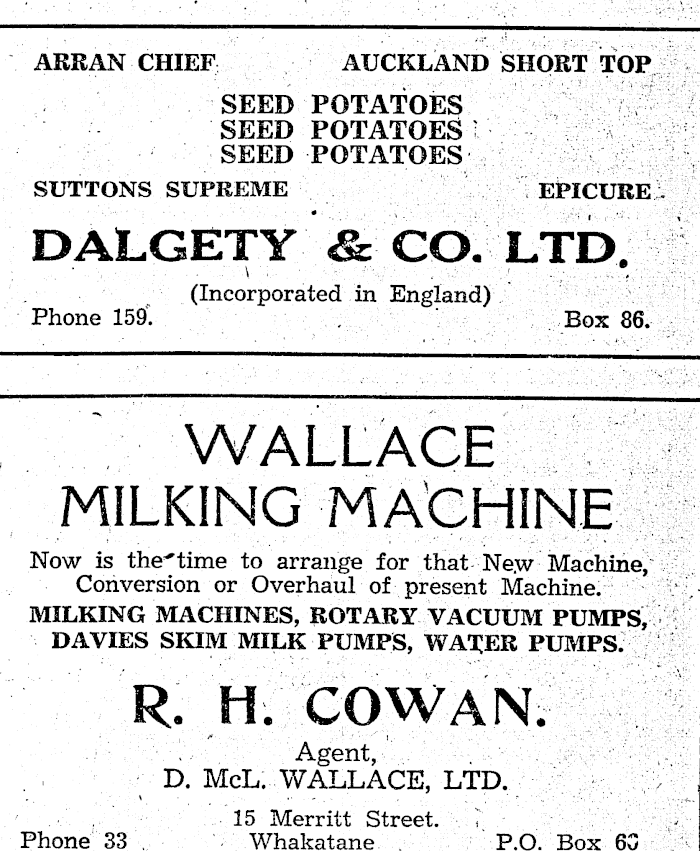 ARRAN CHIEF AUCKLAND SHORT TOP
SEED POTATOES
SEED POTATOES
SEED POTATOES
SUTTONS SUPREME EPICURE
DALGETY & CO. LTD.
(Incorporated in England)
Phone 159. Box 86.
WALLACE
MILKING MACHINE
Now is the time to arrange for that New Machine,
Conversion or Overhaul of present Machine.
MILKING MACHINES, ROTARY VACUUM PUMPS,
DAVIES SKIM MILK PUMPS, WATER PUMPS.
R. H. COWAN.
Agent,
D. McL. WALLACE, LTD.
15 Merritt Street.
Phone 33 Whakatane P.O. Box